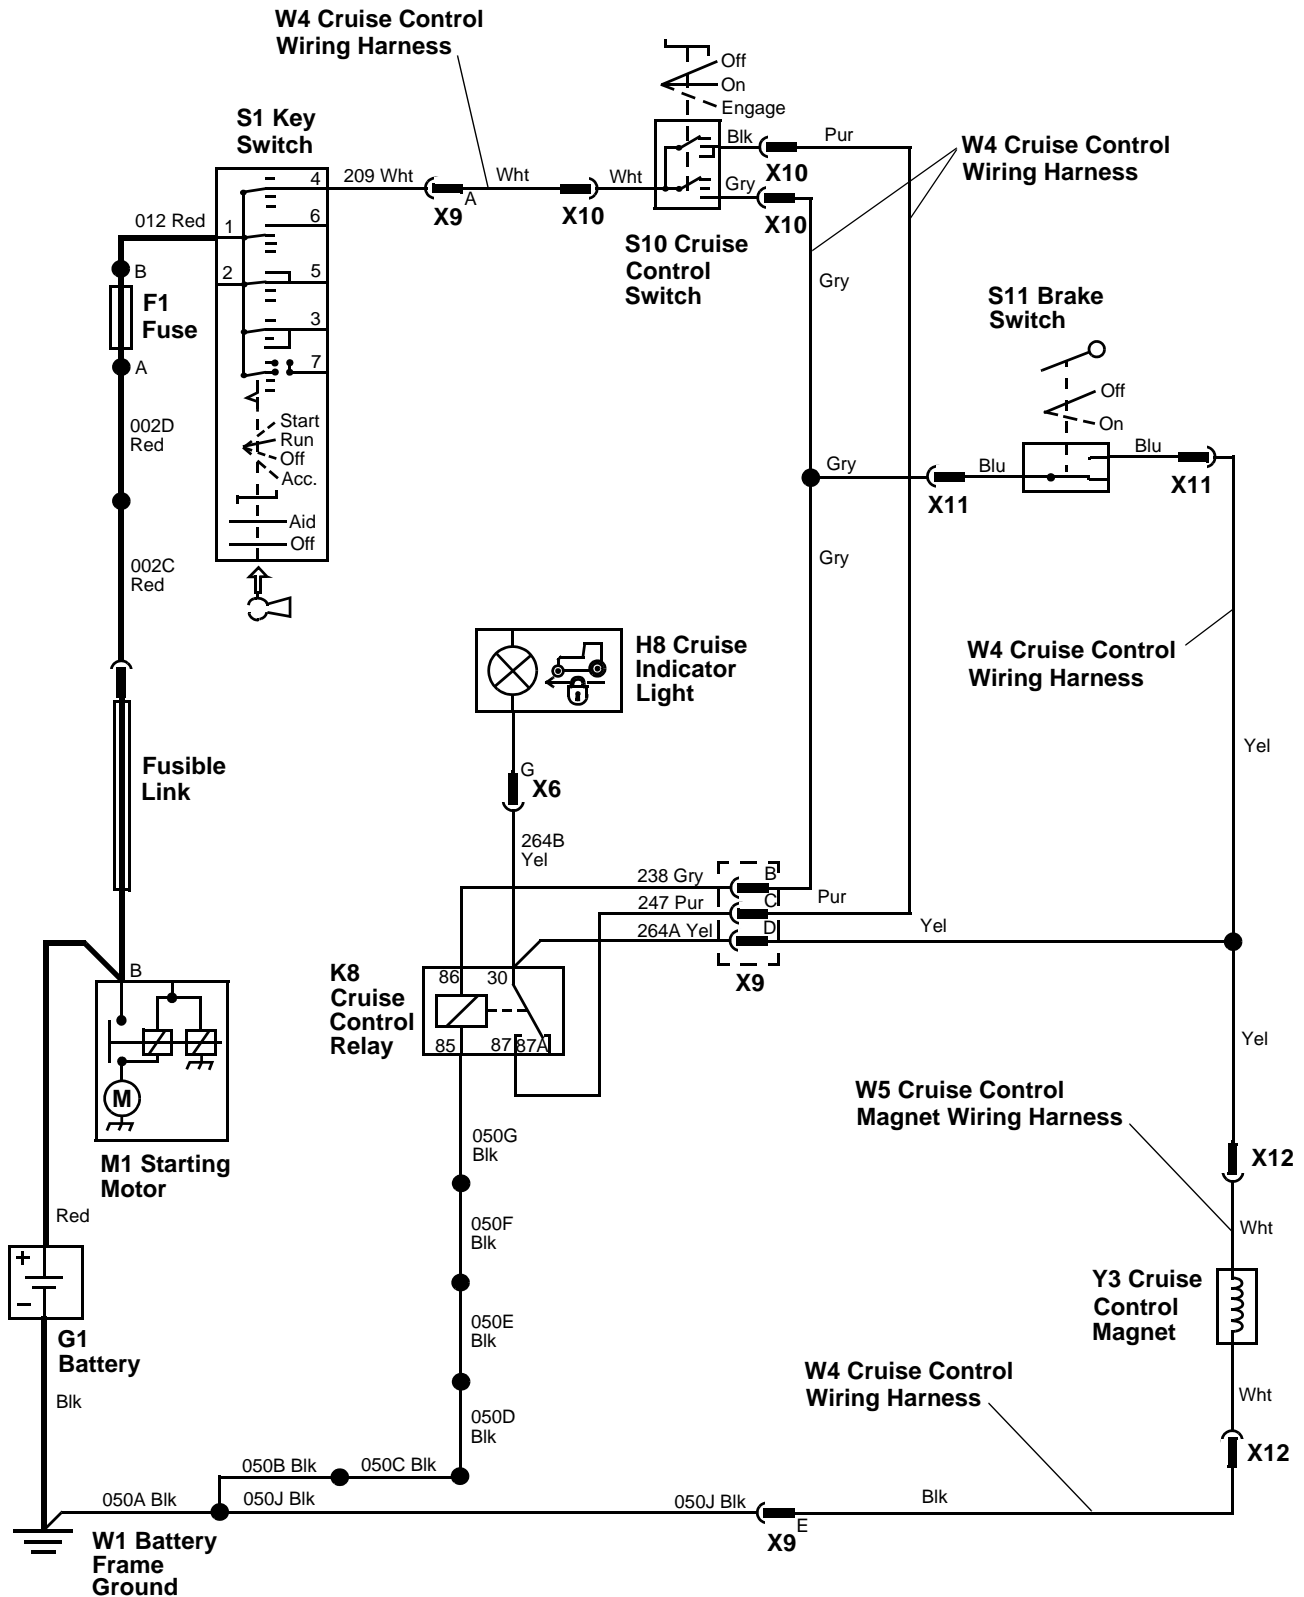 W4 Cruise Control
Wiring Harness
Off
On
Engage
S1 Key
Switch
Blk
X10
Pur
W4 Cruise Control
Wiring Harness
4
209 Wht
X9
A
Wht
X10
Wht
Gry
X10
012 Red
1
6
S10 Cruise
Control
Switch
B
2
5
Gry
F1
Fuse
3
S11 Brake
Switch
A
7
Off
On
002D
Red
Start
Run
Off
Acc.
Blu
Gry
X11
Blu
X11
Aid
Off
002C
Red
Gry
H8 Cruise
Indicator
Light
W4 Cruise Control
Wiring Harness
Yel
Fusible
Link
G
X6
264B
Yel
238 Gry
B
247 Pur
C
Pur
264A Yel
D
Yel
X9
B
K8
Cruise
Control
Relay
86
30
85
87
87A
Yel
M
W5 Cruise Control
Magnet Wiring Harness
M1 Starting
Motor
050G
Blk
X12
Red
050F
Blk
Wht
+
−
Y3 Cruise
Control
Magnet
G1
Battery
050E
Blk
Blk
W4 Cruise Control
Wiring Harness
Wht
050D
Blk
X12
050B Blk
050C Blk
050A Blk
050J Blk
050J Blk
X9
E
Blk
W1 Battery
Frame
Ground